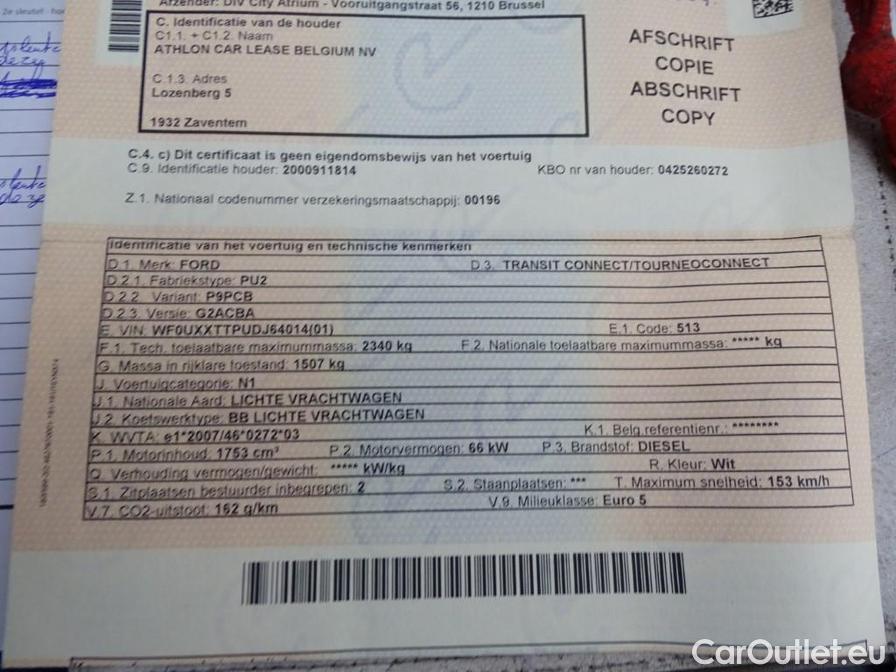 2e sleutel
Afzender: DIV City Atrium - Vooruitgangstraat 56, 1210 Brussel
C. Identificatie van de houder
C1.1. + C1.2. Naam
ATHLON CAR LEASE BELGIUM NV
C.1.3. Adres
Lozenberg 5
1932 Zaventem
AFSCHRIFT
COPIE
ABSCHRIFT
COPY
C.4. c) Dit certificaat is geen eigendomsbewijs van het voertuig
C.9. Identificatie houder: 2000911814 KBO nr van houder: 0425260272
Z.1. Nationaal codenummer verzekeringsmaatschappij: 00196
Identificatie van het voertuig en technische kenmerken
D.1. Merk: FORD D.3. TRANSIT CONNECT/TOURNEOCONNECT
D.2.1. Fabriekstype: PU2
D.2.2. Variant: P9PCB
D.2.3. Versie: G2ACBA
E. VIN: WF0UXXTTPUDJ64014(01) E.1. Code: 513
F.1. Tech. toelaatbare maximummassa: 2340 kg F.2. Nationale toelaatbare maximummassa: ***** kg
G. Massa in rijklare toestand: 1507 kg
J. Voertuigcategorie: N1
J.1. Nationale Aard: LICHTE VRACHTWAGEN
J.2. Koetswerktype: BB LICHTE VRACHTWAGEN
K. WVTA: e1*2007/46*0272*03 K.1. Belg.referentienr.: ********
P.1. Motorinhoud: 1753 cm³ P.2. Motorvermogen: 66 kW P.3. Brandstof: DIESEL
Q. Verhouding vermogen/gewicht: ***** kW/kg R. Kleur: Wit
S.1. Zitplaatsen bestuurder inbegrepen: 2 S.2. Staanplaatsen: *** T. Maximum snelheid: 153 km/h
V.7. CO2-uitstoot: 162 g/km V.9. Milieuklasse: Euro 5
CarOutlet.eu